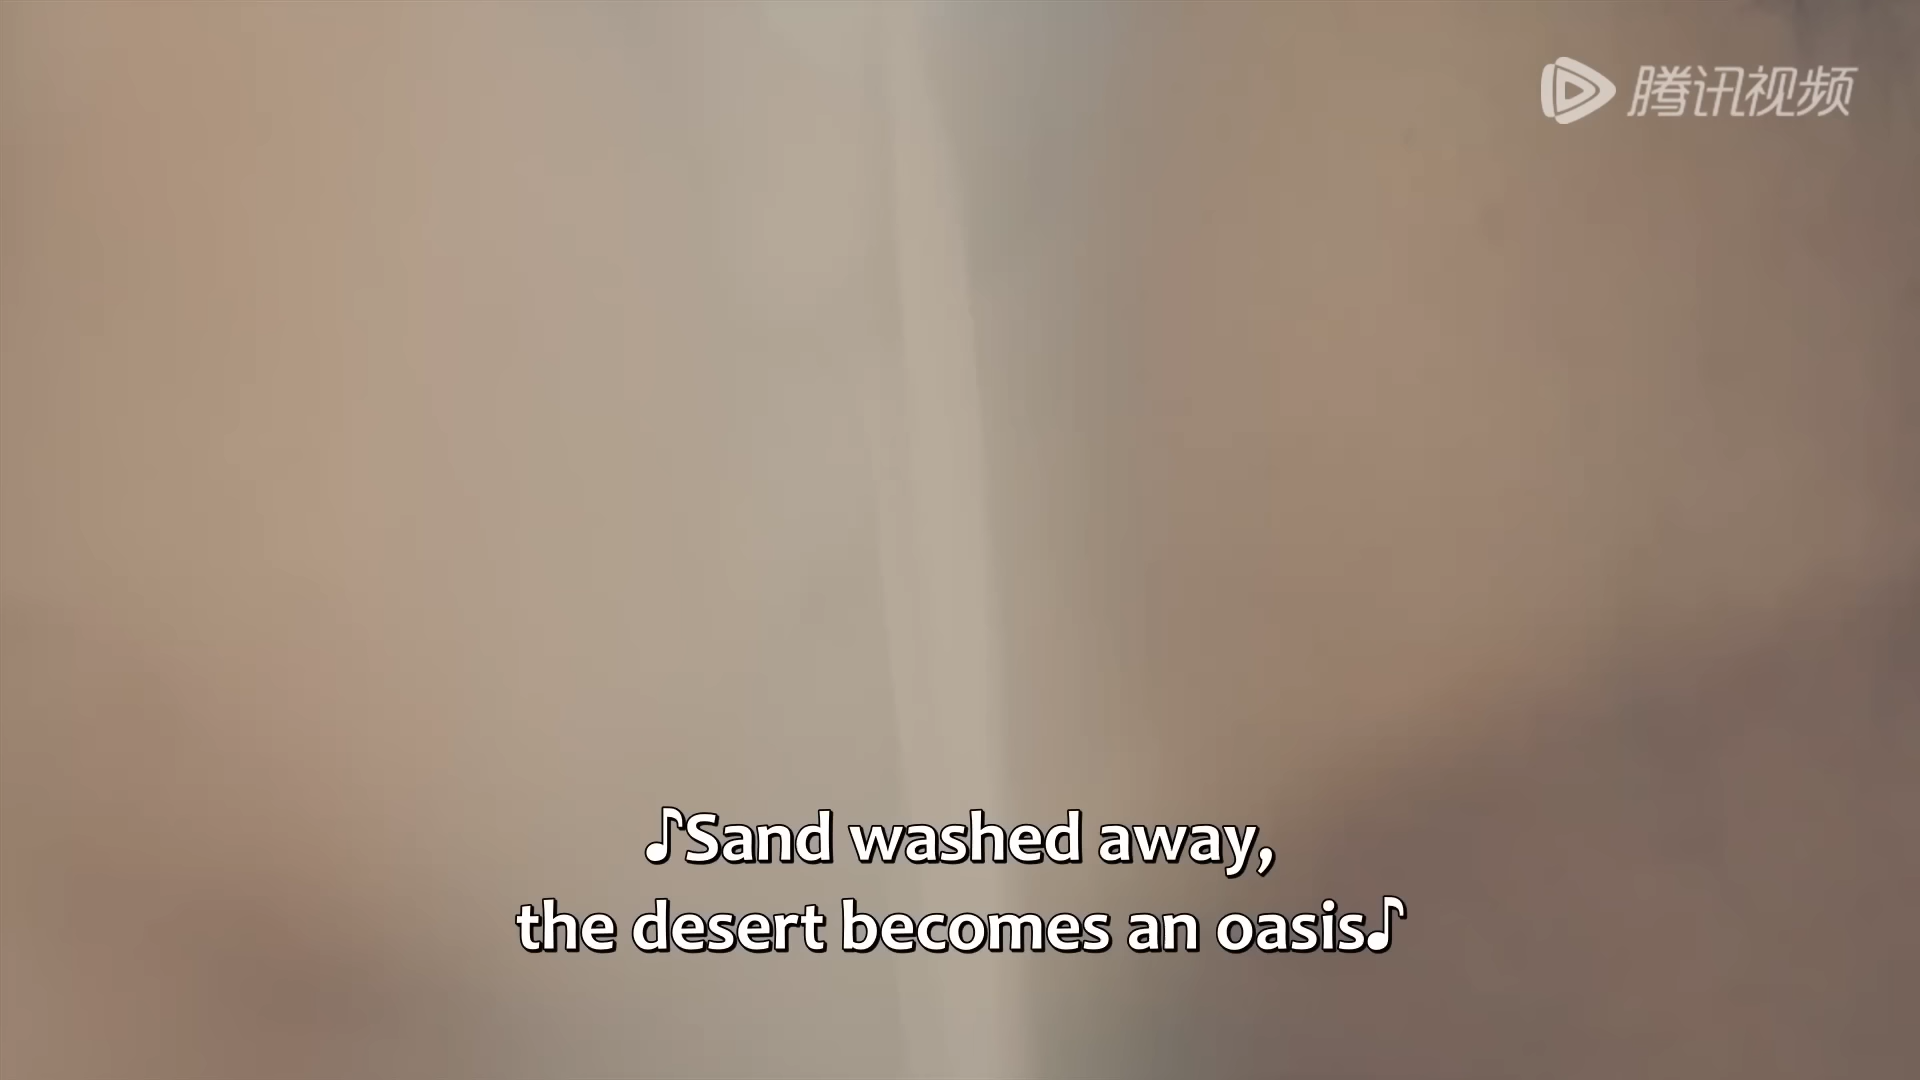 腾讯视频
♪Sand washed away,
the desert becomes an oasis♪